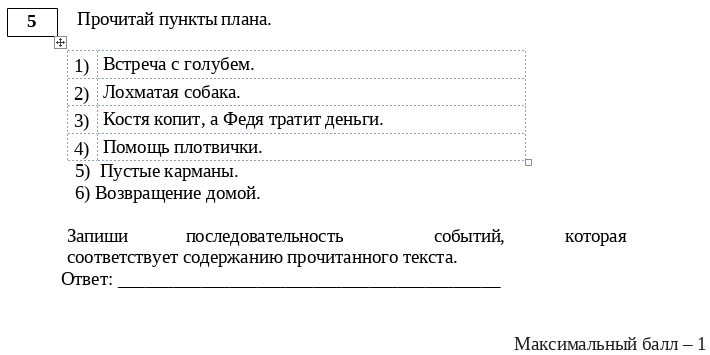 5 Прочитай пункты плана.
1) Встреча с голубем.
2) Лохматая собака.
3) Костя копит, а Федя тратит деньги.
4) Помощь плотвички.
5) Пустые карманы.
6) Возвращение домой.
Запиши последовательность событий, которая
соответствует содержанию прочитанного текста.
Ответ: _________________________________________
Максимальный балл – 1